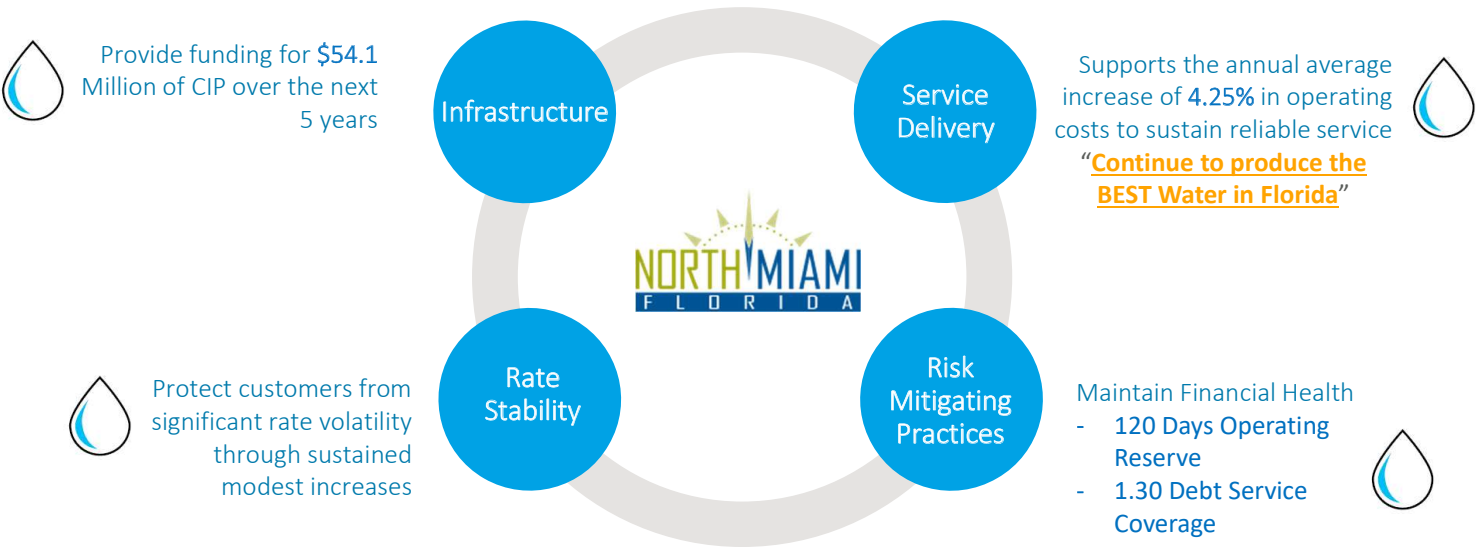 Provide funding for $54.1
Million of CIP over the next
5 years
Infrastructure
Service
Delivery
Supports the annual average
increase of 4.25% in operating
costs to sustain reliable service
“Continue to produce the
BEST Water in Florida”
NORTH MIAMI
FLORIDA
Protect customers from
significant rate volatility
through sustained
modest increases
Rate
Stability
Risk
Mitigating
Practices
Maintain Financial Health
- 120 Days Operating
Reserve
- 1.30 Debt Service
Coverage